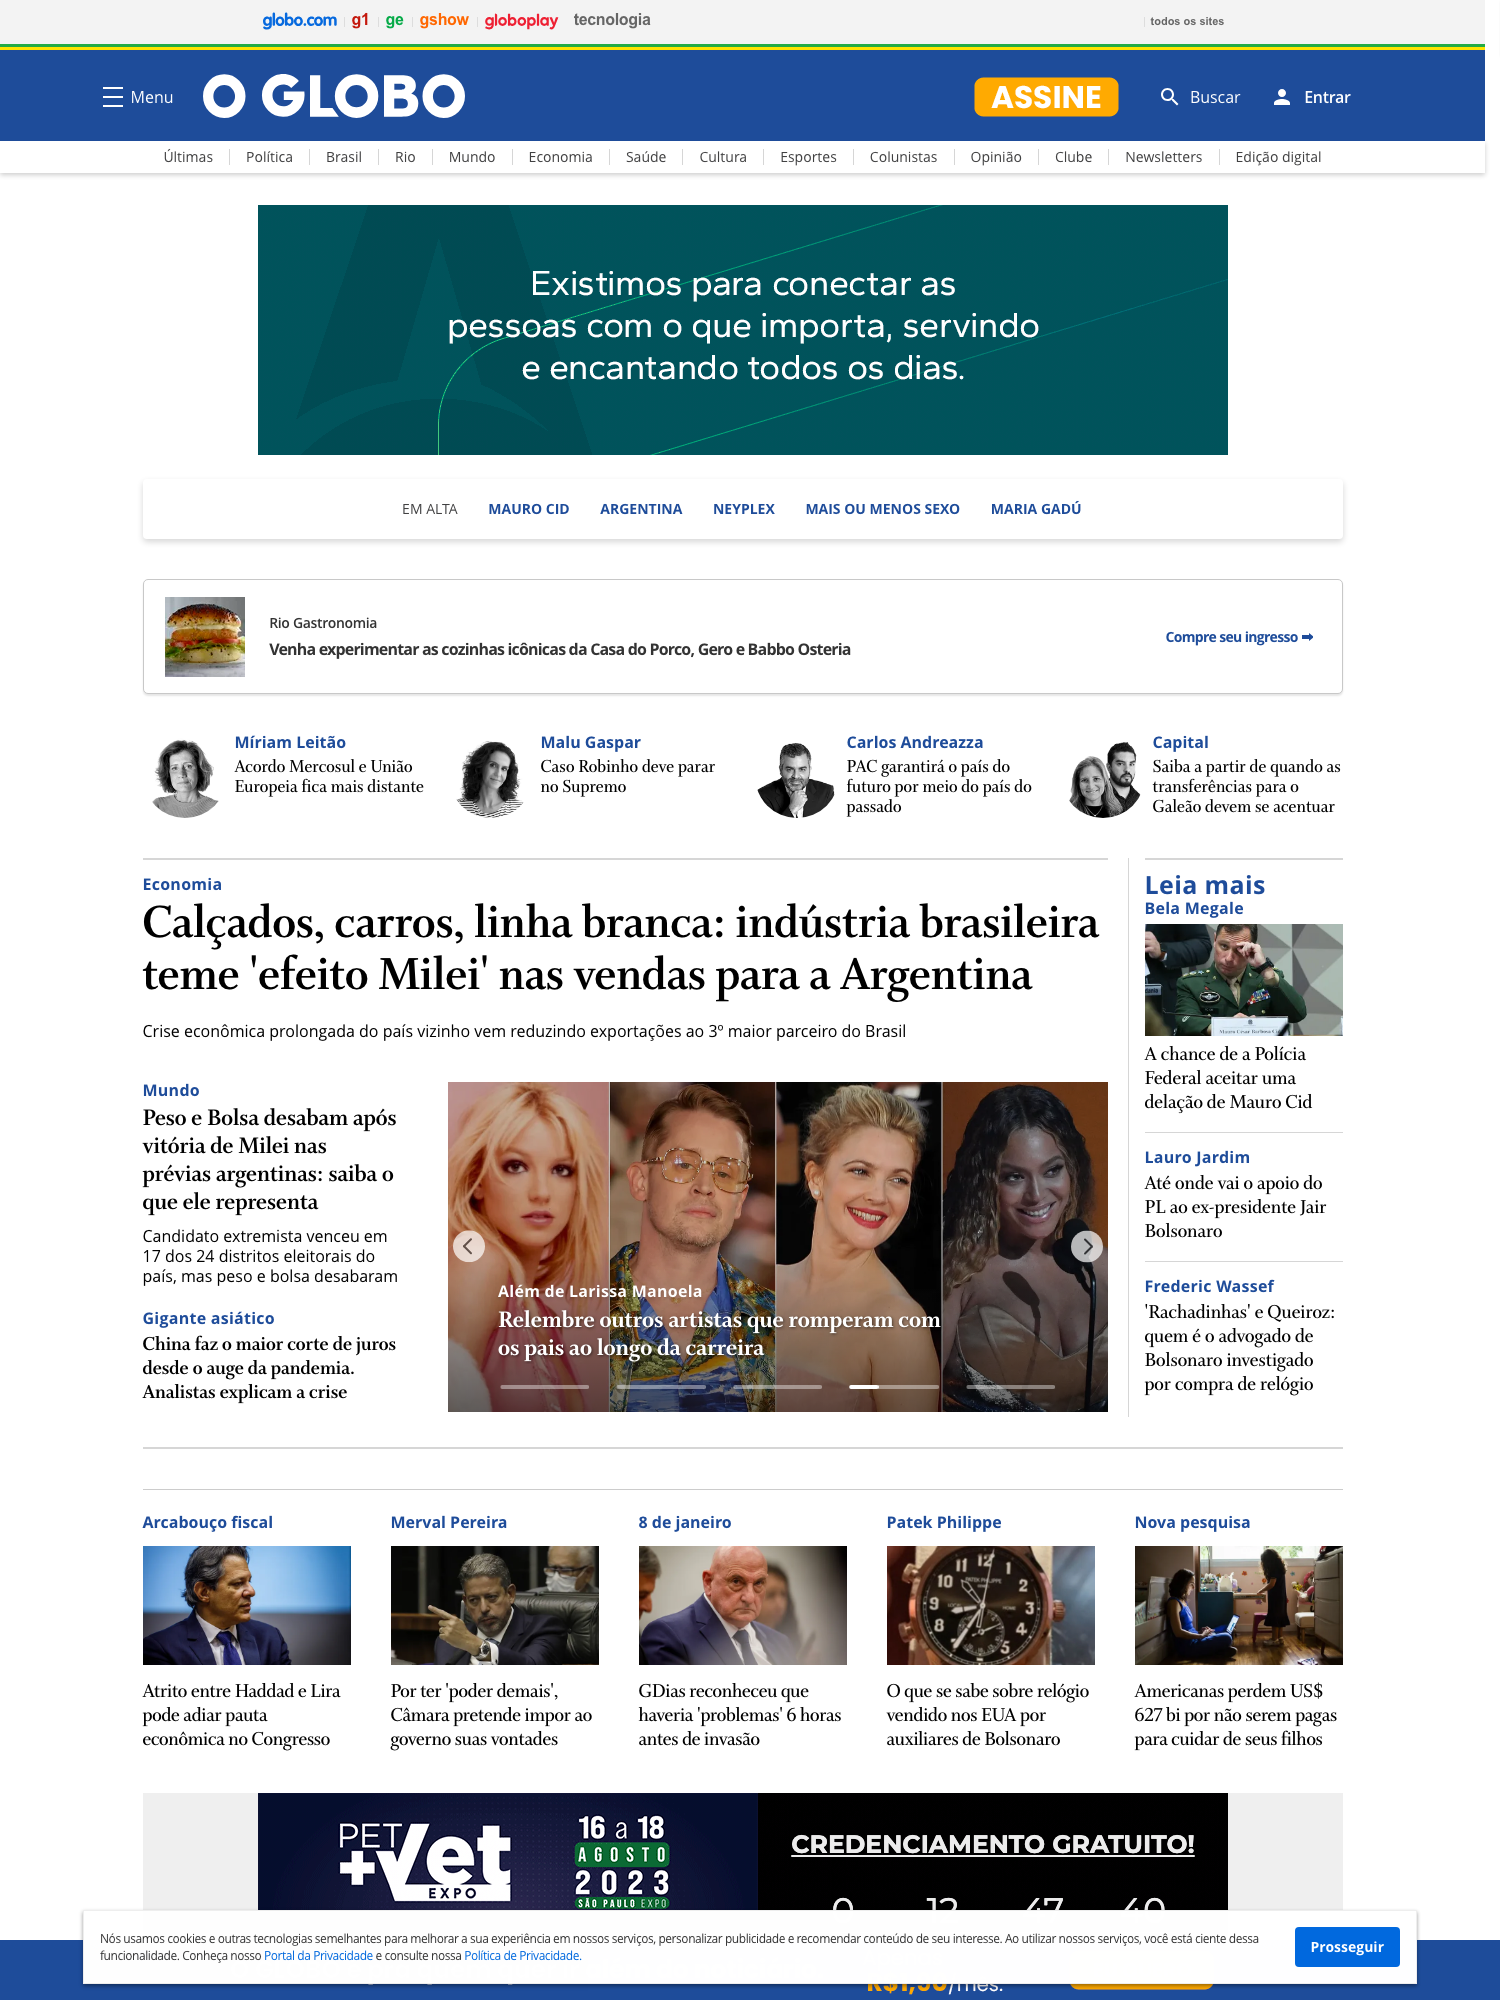 globo.com g1 ge gshow globoplay tecnologia todos os sites
Menu O GLOBO ASSINE Buscar Entrar
Últimas Política Brasil Rio Mundo Economia Saúde Cultura Esportes Colunistas Opinião Clube Newsletters Edição digital
Existimos para conectar as
pessoas com o que importa, servindo
e encantando todos os dias.
EM ALTA MAURO CID ARGENTINA NEYPLEX MAIS OU MENOS SEXO MARIA GADÚ
Rio Gastronomia
Venha experimentar as cozinhas icônicas da Casa do Porco, Gero e Babbo Osteria
Compre seu ingresso ➡
Míriam Leitão
Acordo Mercosul e União
Europeia fica mais distante
Malu Gaspar
Caso Robinho deve parar
no Supremo
Carlos Andreazza
PAC garantirá o país do
futuro por meio do país do
passado
Capital
Saiba a partir de quando as
transferências para o
Galeão devem se acentuar
Economia
Calçados, carros, linha branca: indústria brasileira
teme 'efeito Milei' nas vendas para a Argentina
Crise econômica prolongada do país vizinho vem reduzindo exportações ao 3º maior parceiro do Brasil
Mundo
Peso e Bolsa desabam após
vitória de Milei nas
prévias argentinas: saiba o
que ele representa
Candidato extremista venceu em
17 dos 24 distritos eleitorais do
país, mas peso e bolsa desabaram
Gigante asiático
China faz o maior corte de juros
desde o auge da pandemia.
Analistas explicam a crise
Além de Larissa Manoela
Relembre outros artistas que romperam com
os pais ao longo da carreira
Leia mais
Bela Megale
A chance de a Polícia
Federal aceitar uma
delação de Mauro Cid
Lauro Jardim
Até onde vai o apoio do
PL ao ex-presidente Jair
Bolsonaro
Frederic Wassef
'Rachadinhas' e Queiroz:
quem é o advogado de
Bolsonaro investigado
por compra de relógio
Arcabouço fiscal
Atrito entre Haddad e Lira
pode adiar pauta
econômica no Congresso
Merval Pereira
Por ter 'poder demais',
Câmara pretende impor ao
governo suas vontades
8 de janeiro
GDias reconheceu que
haveria 'problemas' 6 horas
antes de invasão
Patek Philippe
O que se sabe sobre relógio
vendido nos EUA por
auxiliares de Bolsonaro
Nova pesquisa
Americanas perdem US$
627 bi por não serem pagas
para cuidar de seus filhos
PET
+Vet
EXPO
16 a 18
AGOSTO
2023
SÃO PAULO EXPO
CREDENCIAMENTO GRATUITO!
0 12 47 40
Nós usamos cookies e outras tecnologias semelhantes para melhorar a sua experiência em nossos serviços, personalizar publicidade e recomendar conteúdo de seu interesse. Ao utilizar nossos serviços, você está ciente dessa
funcionalidade. Conheça nosso Portal da Privacidade e consulte nossa Política de Privacidade.
Prosseguir
/mês.